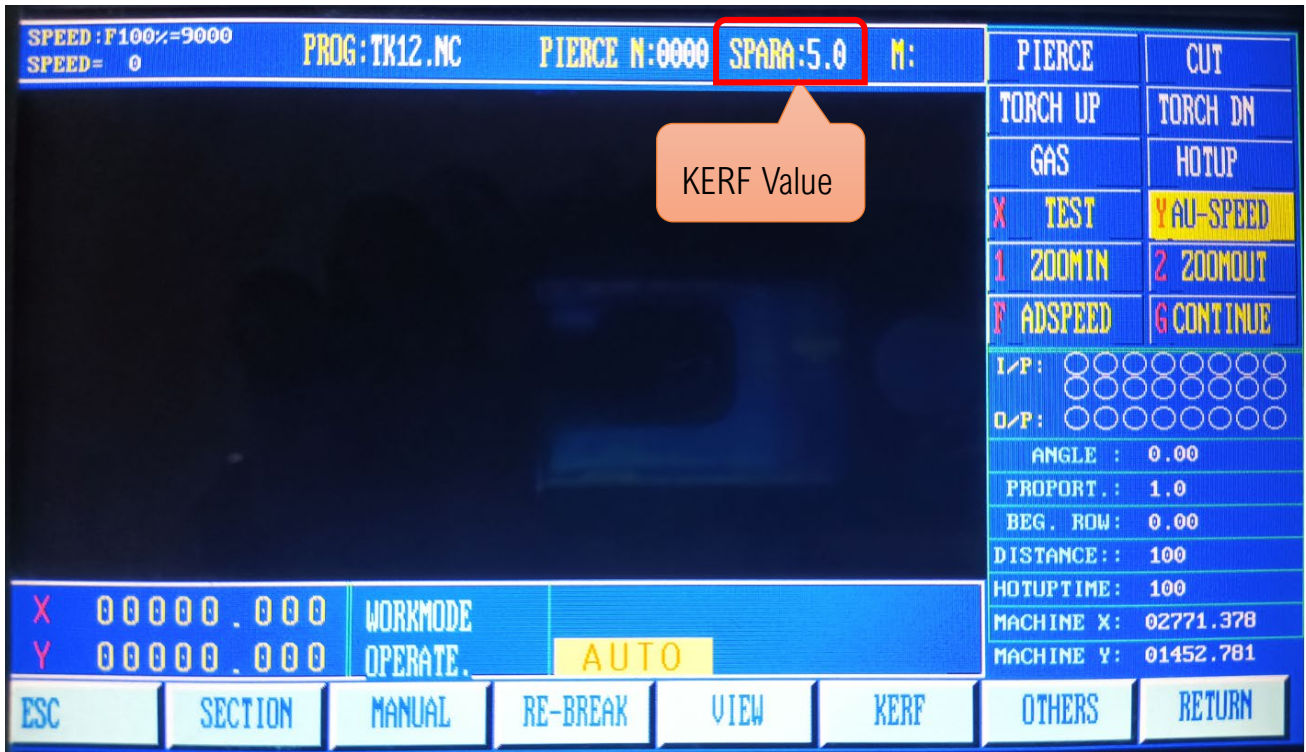 SPEED:F100%=9000
SPEED= 0
PROG:TK12.NC
PIERCE N:0000
SPARA:5.0
M:
KERF Value
PIERCE
CUT
TORCH UP
TORCH DN
GAS
HOTUP
X TEST
Y AU-SPEED
1 ZOOMIN
2 ZOOMOUT
F ADSPEED
G CONTINUE
I/P:
O/P:
ANGLE : 0.00
PROPORT.: 1.0
BEG. ROW: 0.00
DISTANCE:: 100
HOTUPTIME: 100
MACHINE X: 02771.378
MACHINE Y: 01452.781
X 00000.000
Y 00000.000
WORKMODE
OPERATE.
AUTO
ESC
SECTION
MANUAL
RE-BREAK
VIEW
KERF
OTHERS
RETURN